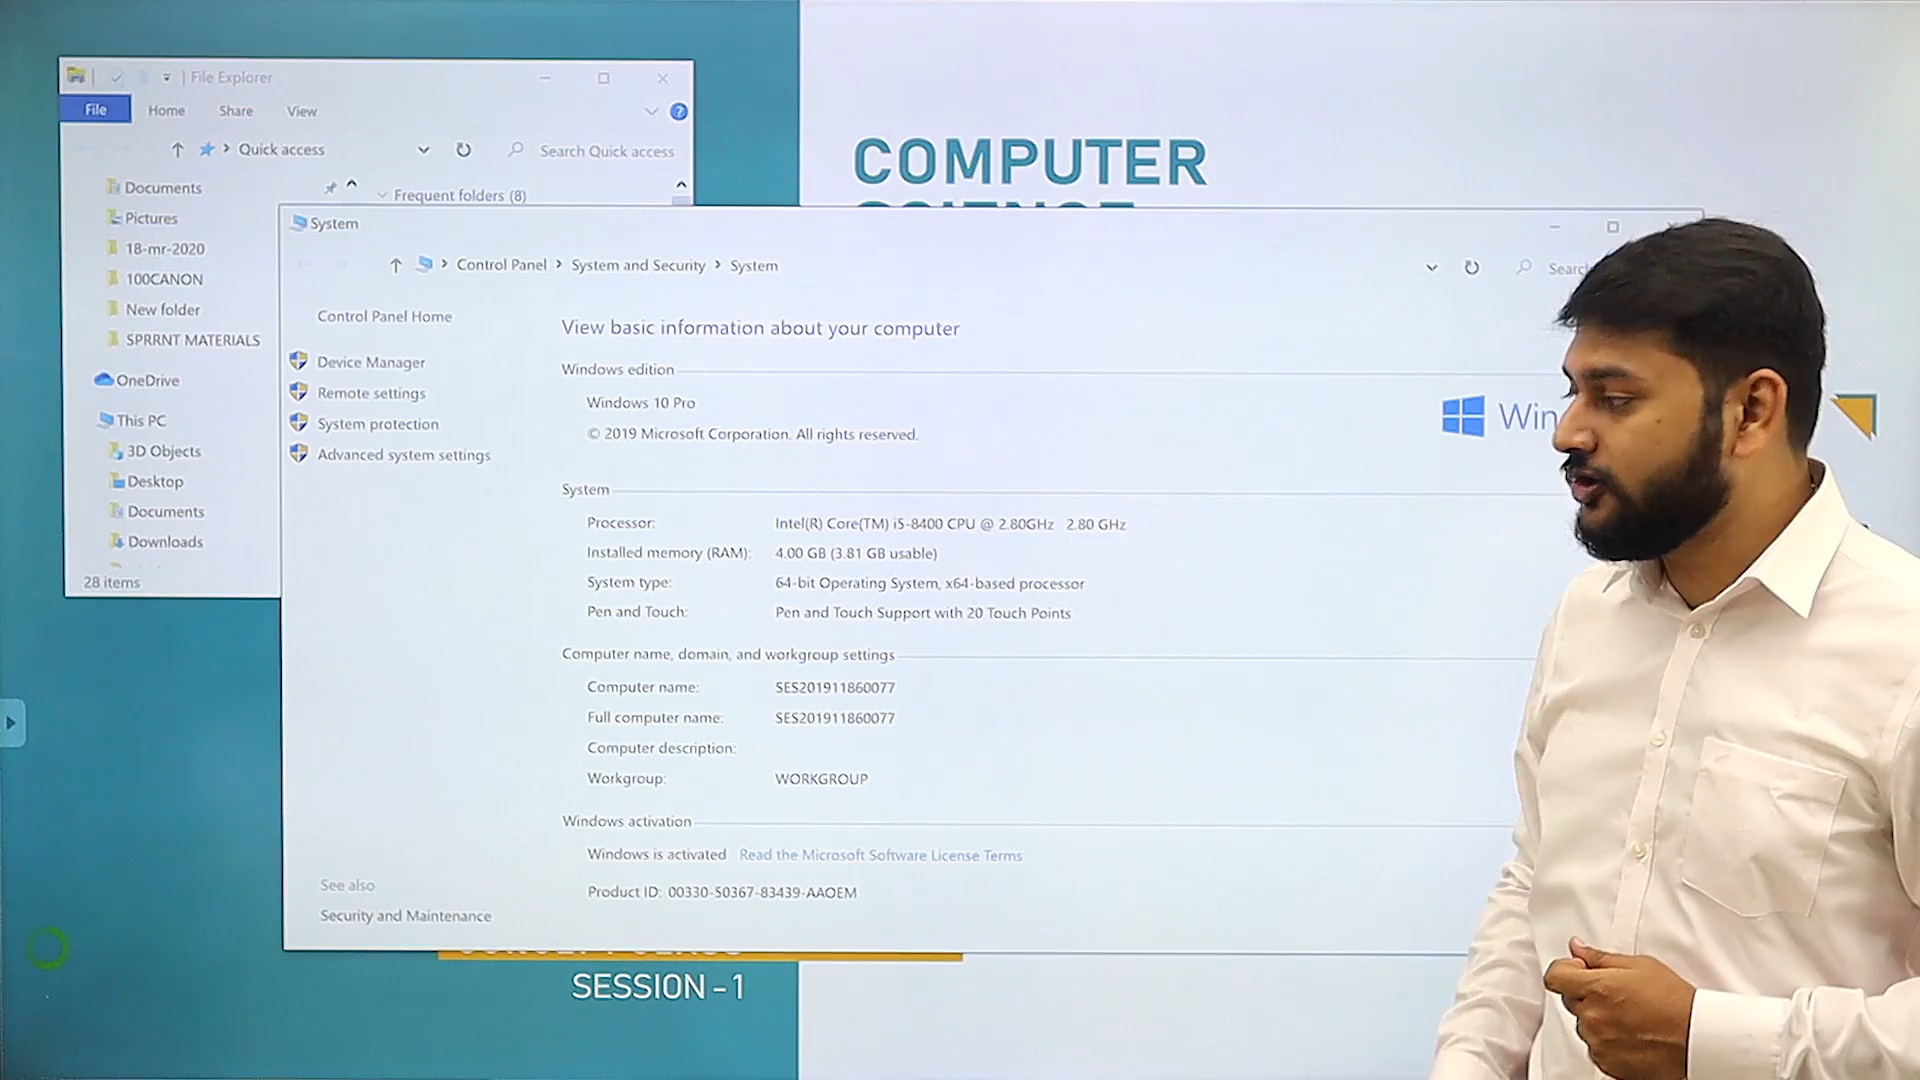 File Explorer
File Home Share View
Quick access
Search Quick access
Documents
Pictures
18-mr-2020
100CANON
New folder
SPRRNT MATERIALS
OneDrive
This PC
3D Objects
Desktop
Documents
Downloads
28 items
Frequent folders (8)
COMPUTER
System
Control Panel > System and Security > System
Search
Control Panel Home
Device Manager
Remote settings
System protection
Advanced system settings
See also
Security and Maintenance
View basic information about your computer
Windows edition
Windows 10 Pro
© 2019 Microsoft Corporation. All rights reserved.
Win
System
Processor: Intel(R) Core(TM) i5-8400 CPU @ 2.80GHz 2.80 GHz
Installed memory (RAM): 4.00 GB (3.81 GB usable)
System type: 64-bit Operating System, x64-based processor
Pen and Touch: Pen and Touch Support with 20 Touch Points
Computer name, domain, and workgroup settings
Computer name: SES201911860077
Full computer name: SES201911860077
Computer description:
Workgroup: WORKGROUP
Windows activation
Windows is activated Read the Microsoft Software License Terms
Product ID: 00330-50367-83439-AAOEM
SESSION - 1